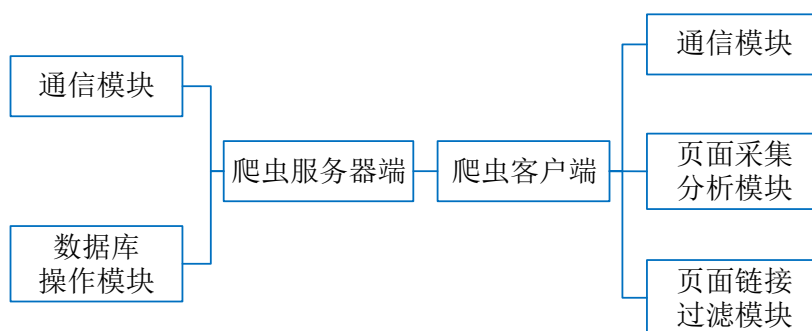 通信模块
数据库
操作模块
爬虫服务器端
爬虫客户端
通信模块
页面采集
分析模块
页面链接
过滤模块